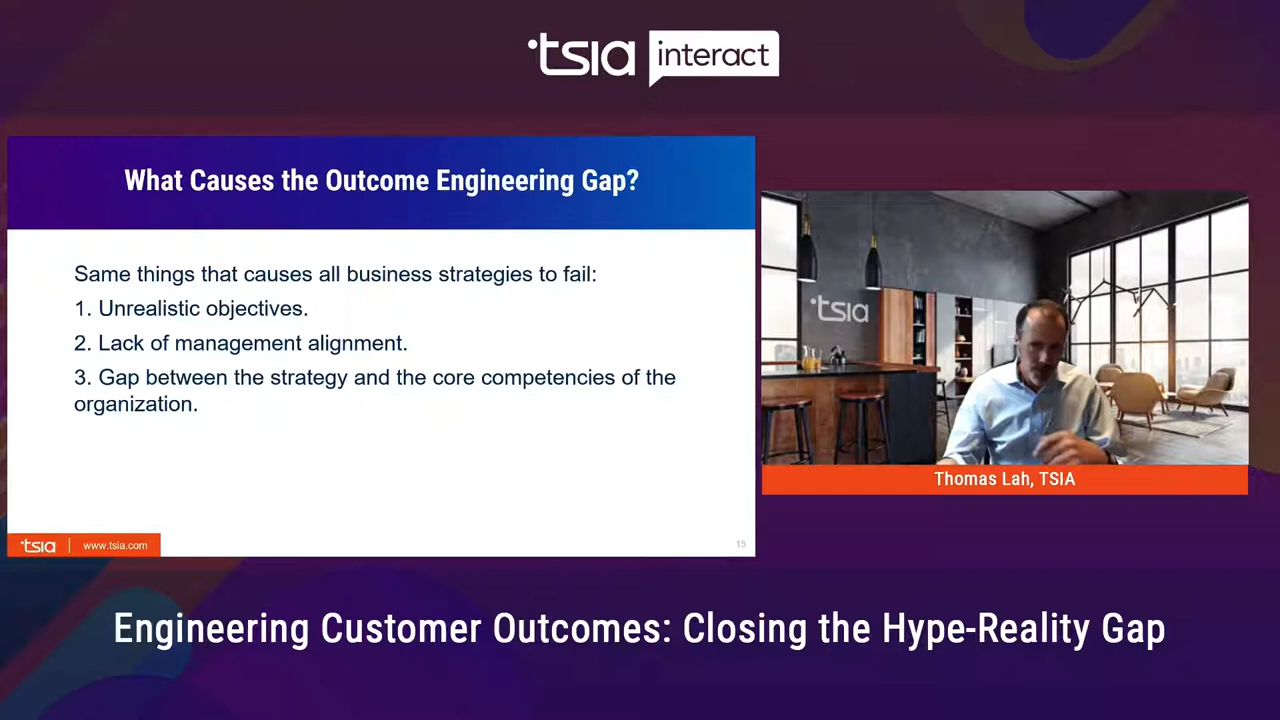 tsia interact
What Causes the Outcome Engineering Gap?
Same things that causes all business strategies to fail:
1. Unrealistic objectives.
2. Lack of management alignment.
3. Gap between the strategy and the core competencies of the
organization.
tsia www.tsia.com
15
tsia
Thomas Lah, TSIA
Engineering Customer Outcomes: Closing the Hype-Reality Gap